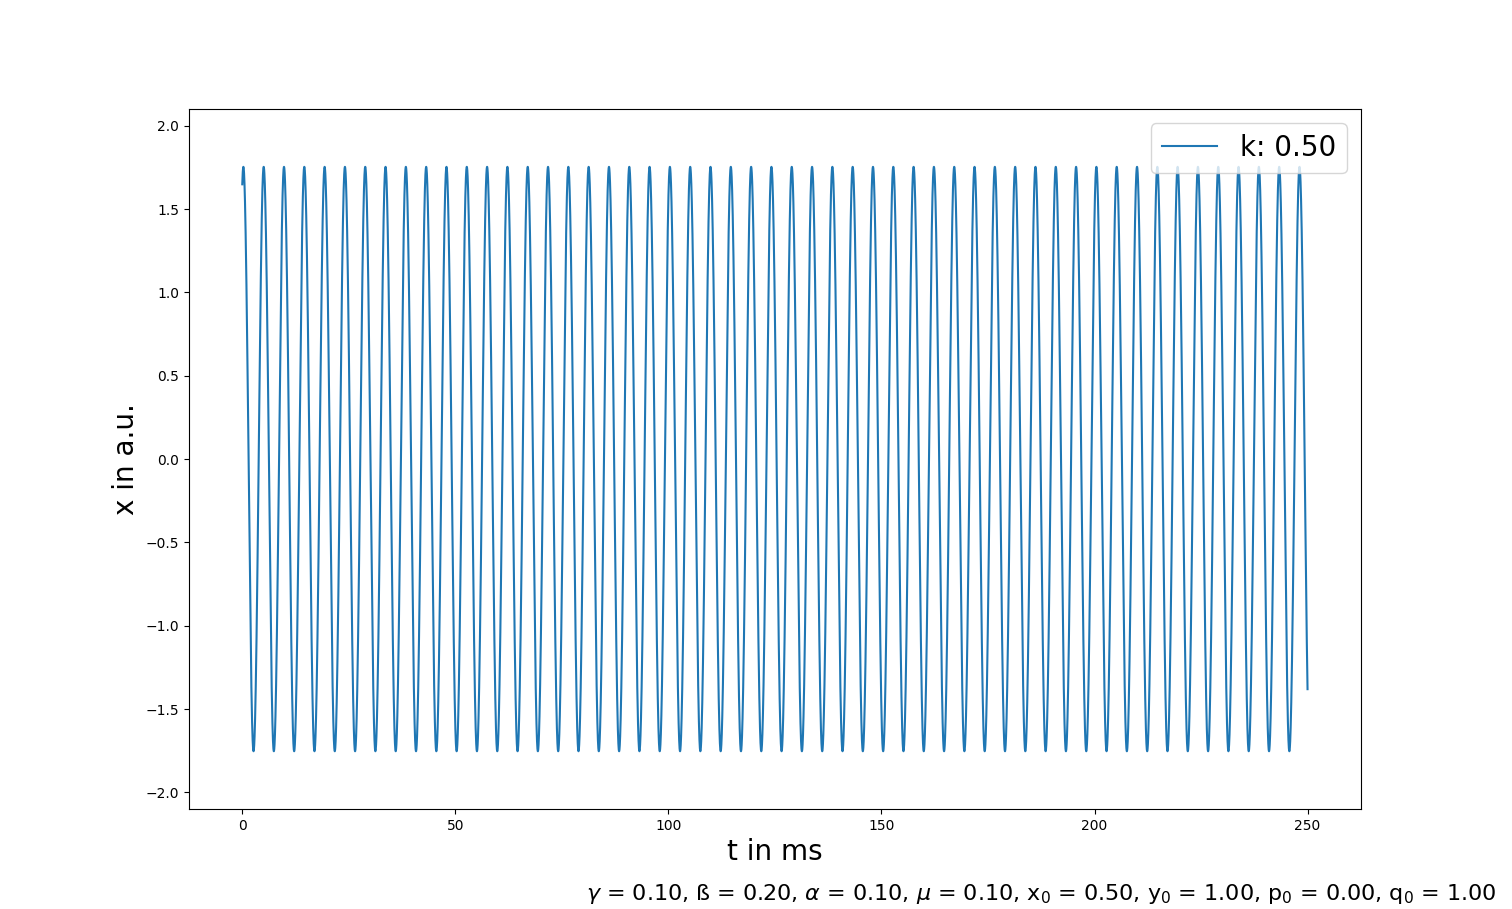 2.0
k: 0.50
1.5
1.0
0.5
0.0
−0.5
−1.0
−1.5
−2.0
x in a.u.
0 50 100 150 200 250
t in ms
γ = 0.10, ß = 0.20, α = 0.10, μ = 0.10, x₀ = 0.50, y₀ = 1.00, p₀ = 0.00, q₀ = 1.00